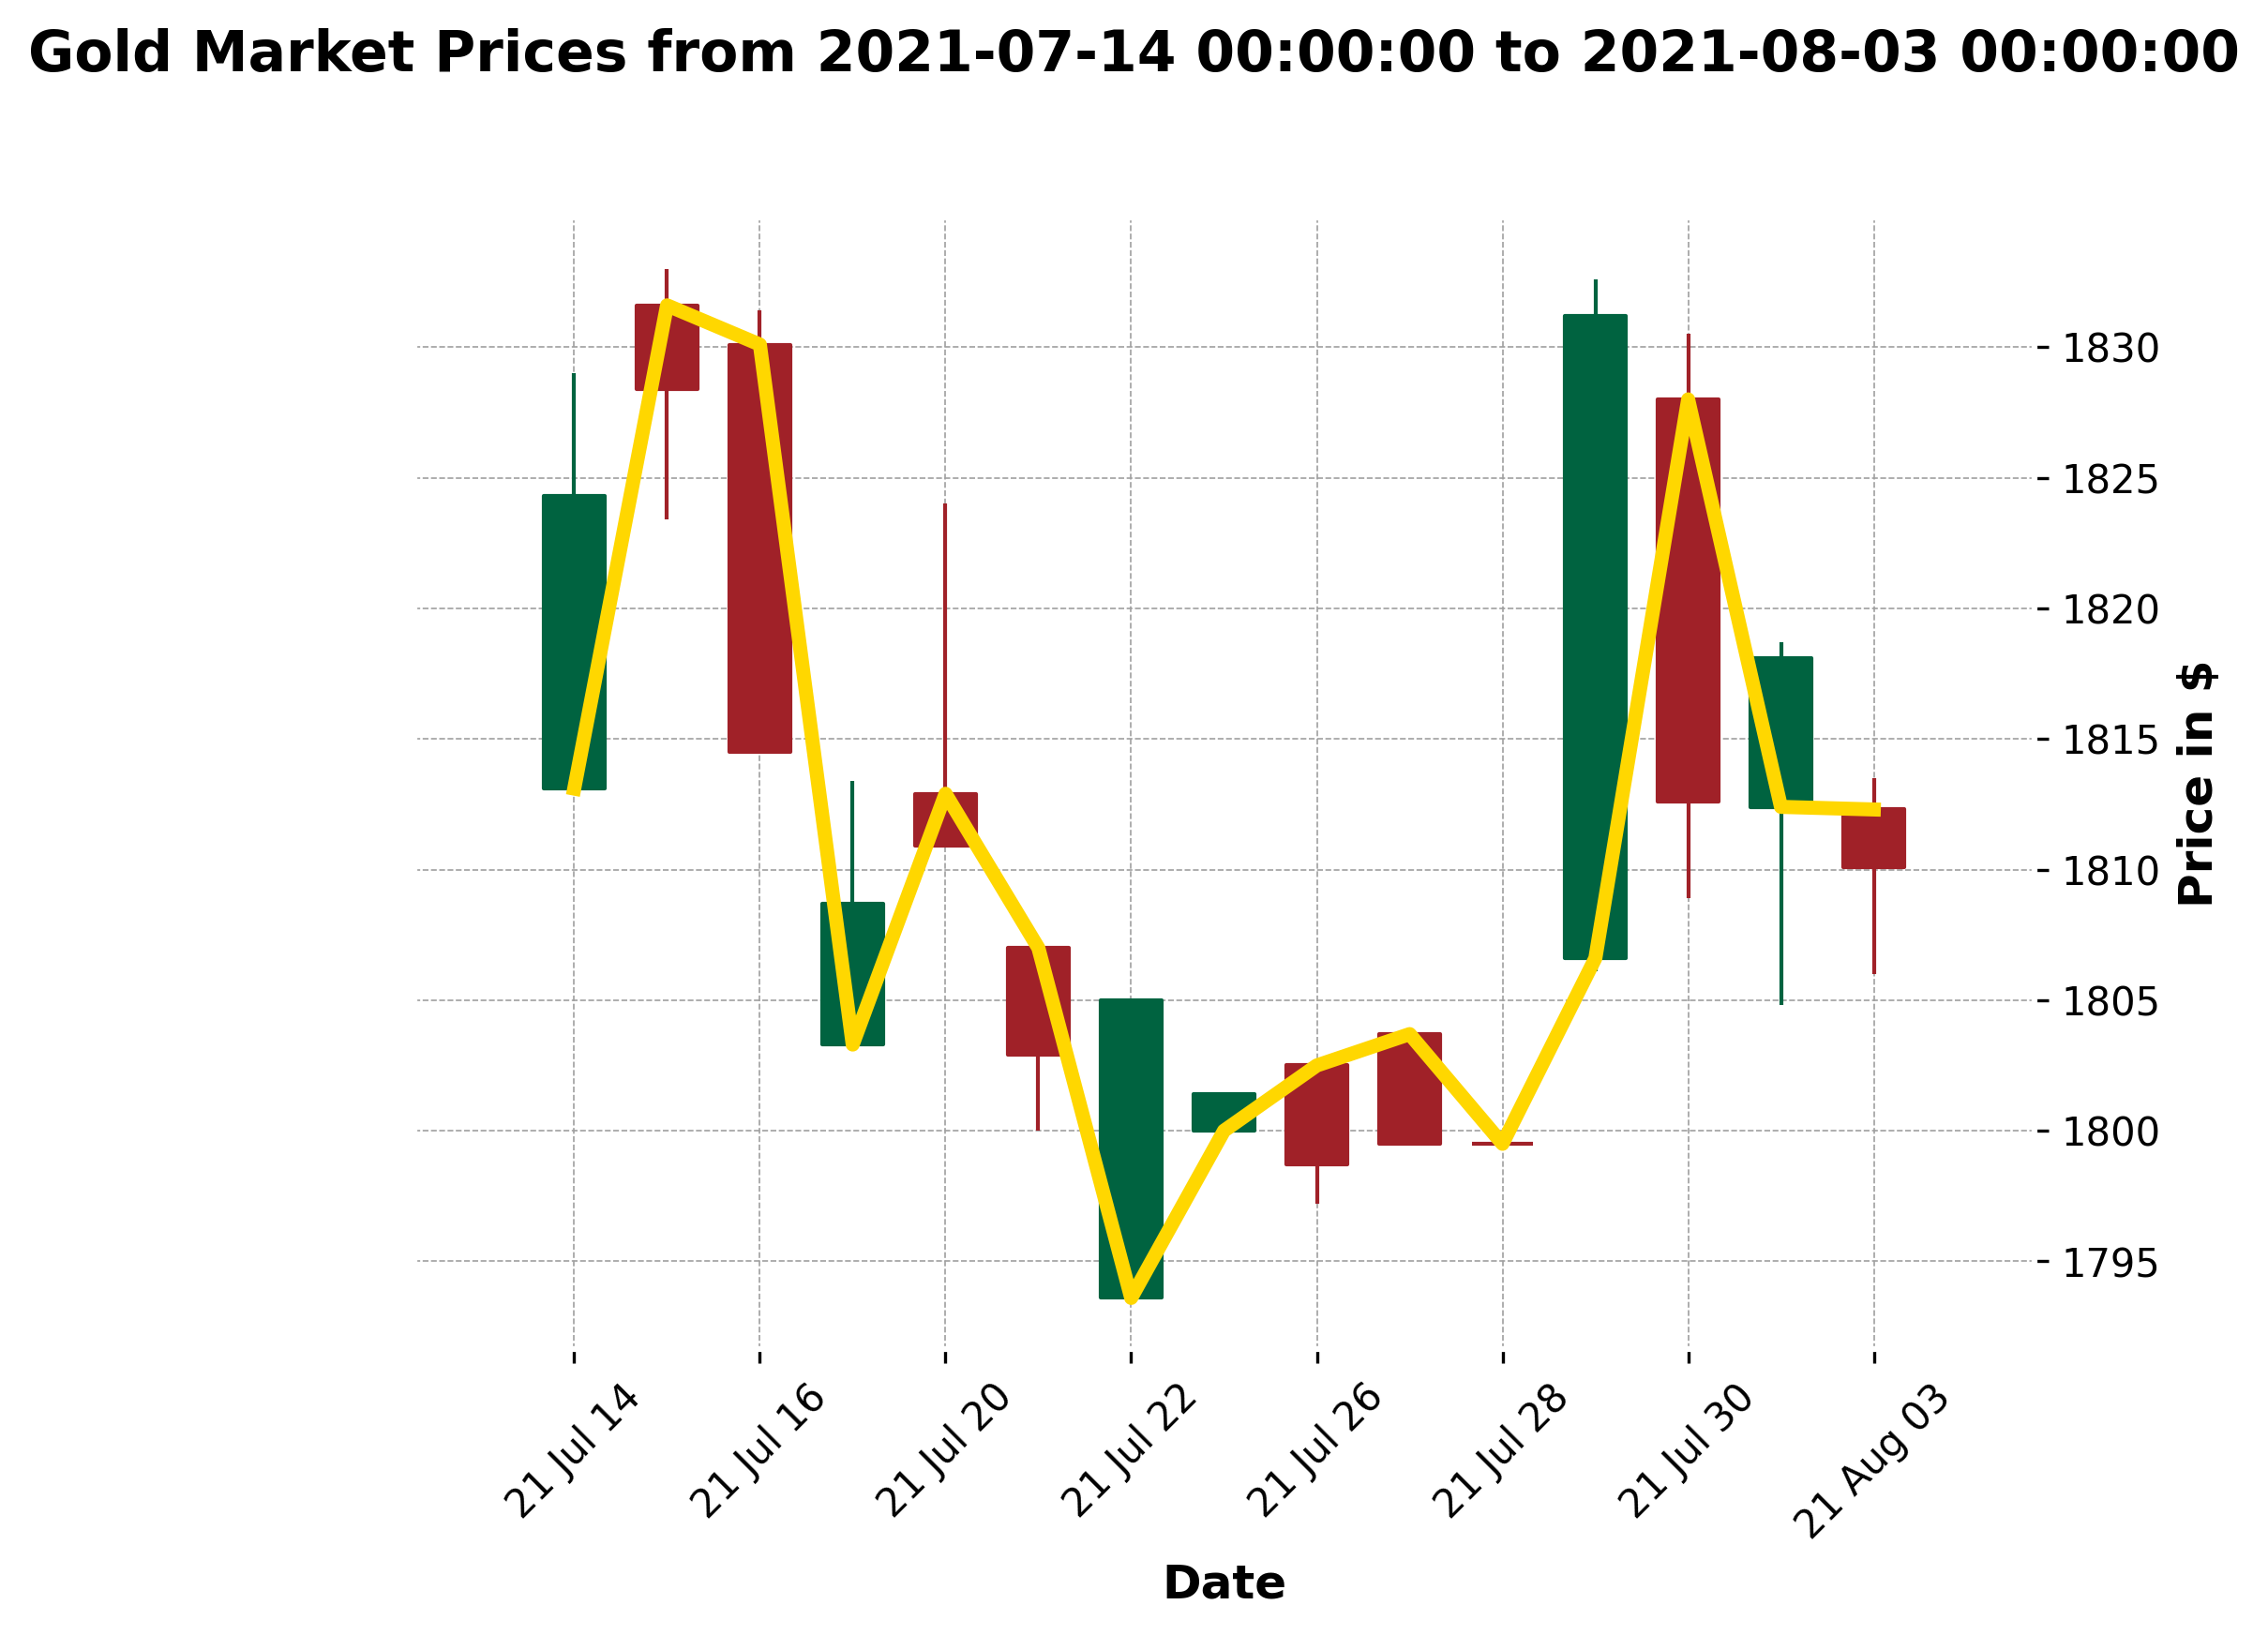 Gold Market Prices from 2021-07-14 00:00:00 to 2021-08-03 00:00:00
1830
1825
1820
1815
1810
1805
1800
1795
Price in $
21 Jul 14
21 Jul 16
21 Jul 20
21 Jul 22
21 Jul 26
21 Jul 28
21 Jul 30
21 Aug 03
Date